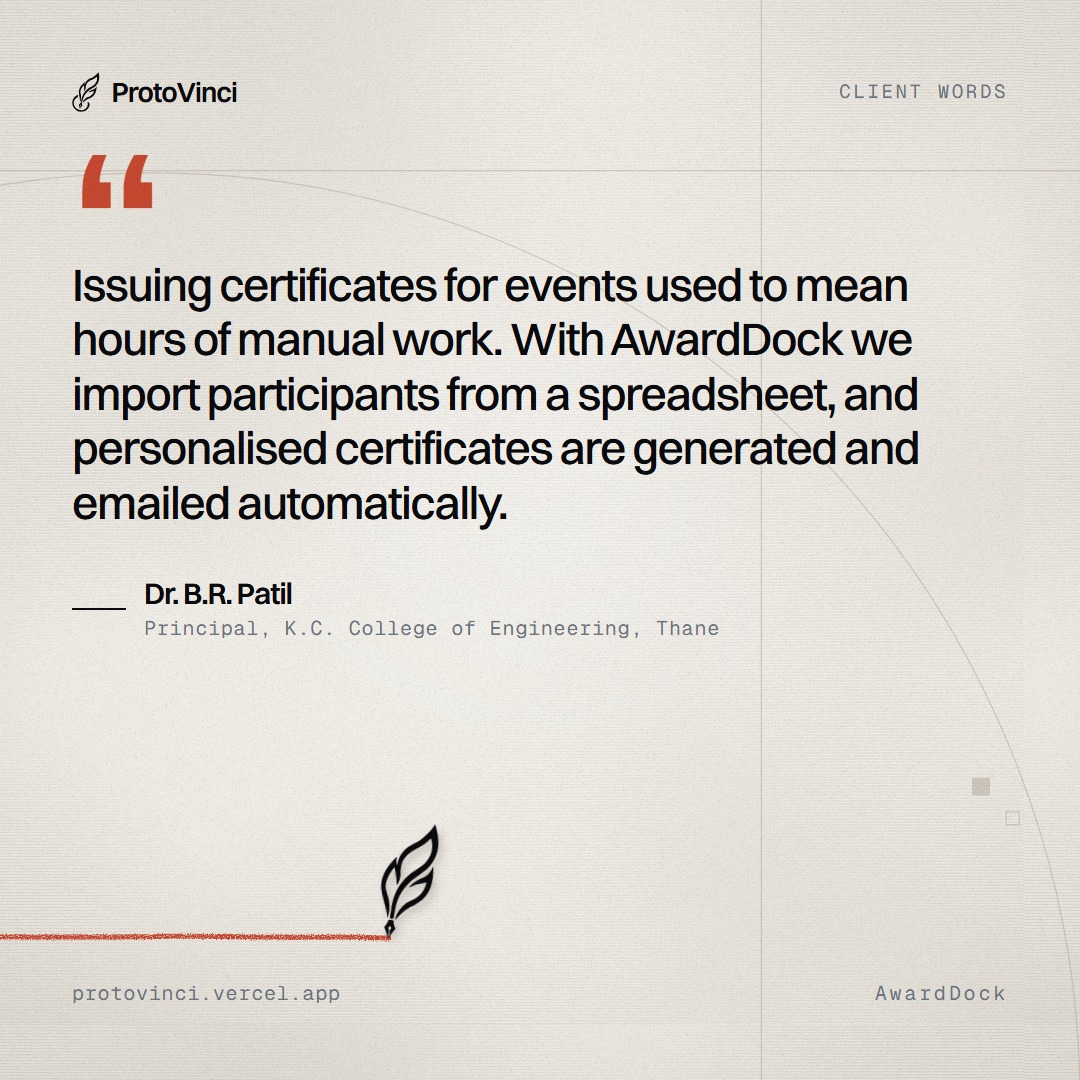 ProtoVinci
CLIENT WORDS
“
Issuing certificates for events used to mean
hours of manual work. With AwardDock we
import participants from a spreadsheet, and
personalised certificates are generated and
emailed automatically.
Dr. B.R. Patil
Principal, K.C. College of Engineering, Thane
protovinci.vercel.app
AwardDock